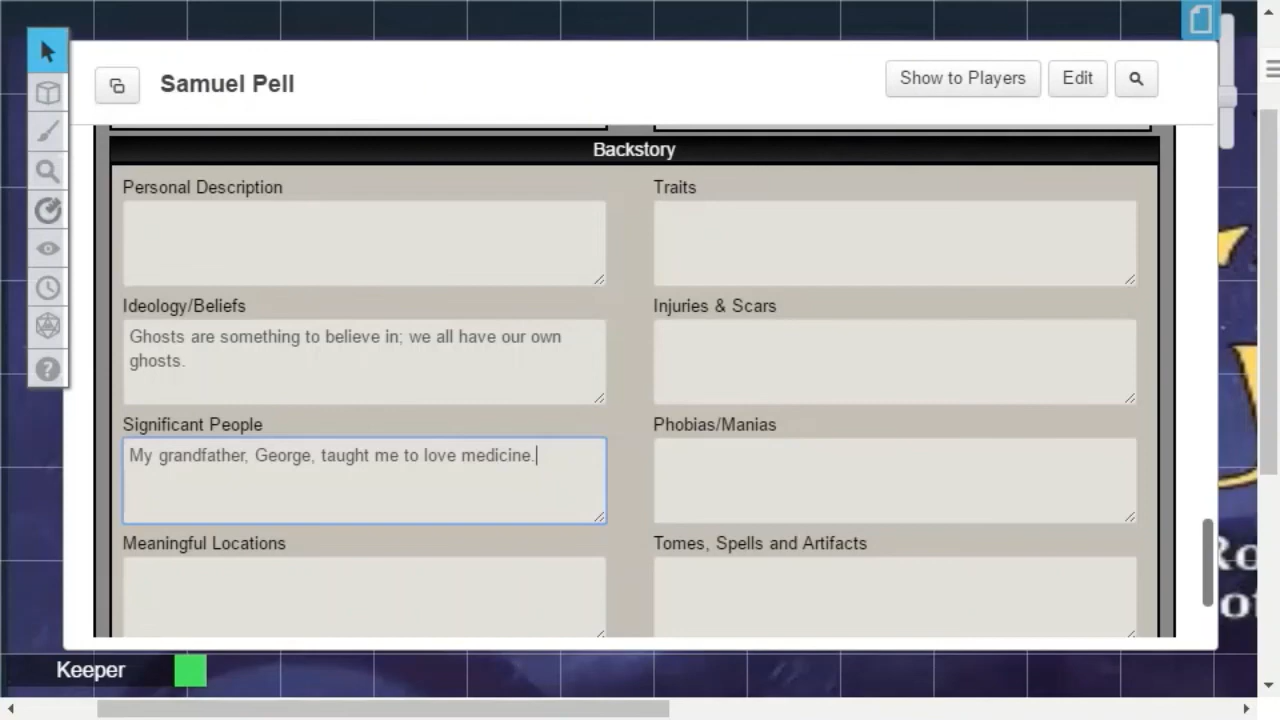 Samuel Pell
Show to Players
Edit
Backstory
Personal Description
Traits
Ideology/Beliefs
Ghosts are something to believe in; we all have our own
ghosts.
Injuries & Scars
Significant People
My grandfather, George, taught me to love medicine.
Phobias/Manias
Meaningful Locations
Tomes, Spells and Artifacts
Keeper